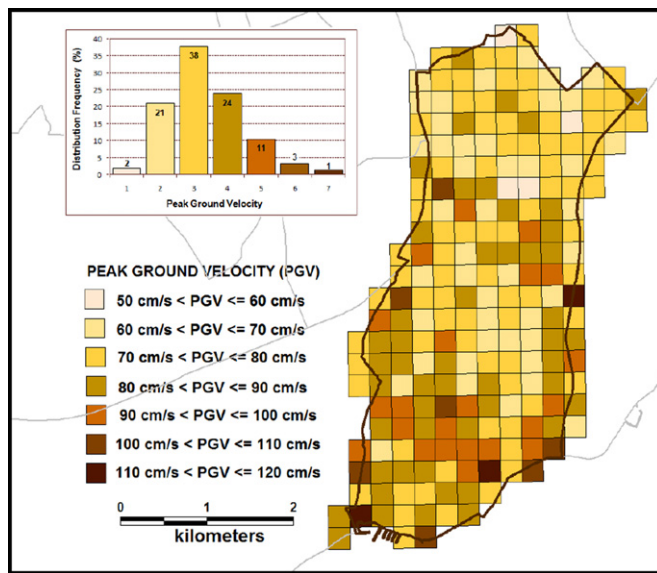 Distribution Frequency (%)
40
35
30
25
20
15
10
5
0
2
21
38
24
11
3
1
1
2
3
4
5
6
7
Peak Ground Velocity
PEAK GROUND VELOCITY (PGV)
50 cm/s < PGV <= 60 cm/s
60 cm/s < PGV <= 70 cm/s
70 cm/s < PGV <= 80 cm/s
80 cm/s < PGV <= 90 cm/s
90 cm/s < PGV <= 100 cm/s
100 cm/s < PGV <= 110 cm/s
110 cm/s < PGV <= 120 cm/s
0 1 2
kilometers